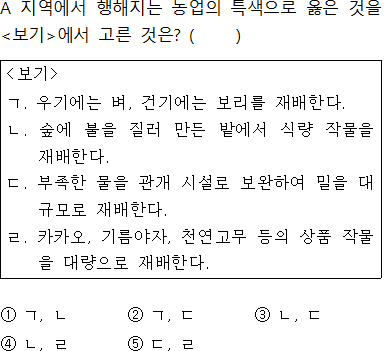 A 지역에서 행해지는 농업의 특색으로 옳은 것을
<보기>에서 고른 것은? (      )
<보기>
ㄱ. 우기에는 벼, 건기에는 보리를 재배한다.
ㄴ. 숲에 불을 질러 만든 밭에서 식량 작물을
재배한다.
ㄷ. 부족한 물을 관개 시설로 보완하여 밀을 대
규모로 재배한다.
ㄹ. 카카오, 기름야자, 천연고무 등의 상품 작물
을 대량으로 재배한다.
① ㄱ, ㄴ ② ㄱ, ㄷ ③ ㄴ, ㄷ
④ ㄴ, ㄹ ⑤ ㄷ, ㄹ